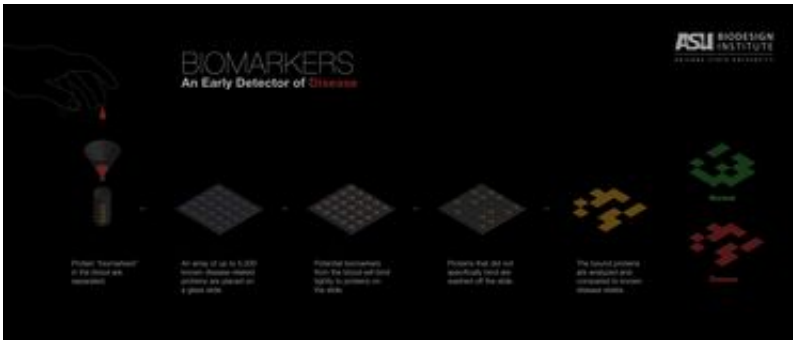 BIOMARKERS
An Early Detector of Disease
ASU BIODESIGN
INSTITUTE
ARIZONA STATE UNIVERSITY
Protein "biomarkers"
in the blood are
separated.
An array of up to 5,000
known disease-related
proteins are placed on
a glass slide.
Potential biomarkers
from the blood will bind
tightly to proteins on
the slide.
Proteins that did not
specifically bind are
washed off the slide.
The bound proteins
are analyzed and
compared to known
disease states.
Normal